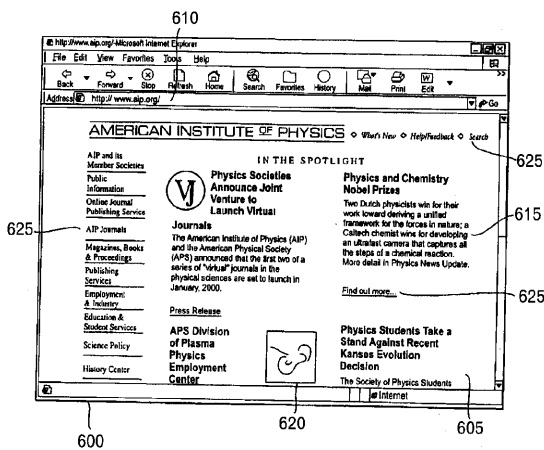 610
http://www.aip.org/-Microsoft Internet Explorer
File Edit View Favorites Tools Help
Back Forward Stop Refresh Home Search Favorites History Mail Print Edit
Address http://www.aip.org/ Go
AMERICAN INSTITUTE OF PHYSICS ◇ What's New ◇ Help/Feedback ◇ Search
625
AIP and its
Member Societies
Public
Information
Online Journal
Publishing Service
625
AIP Journals
Magazines, Books
& Proceedings
Publishing
Services
Employment
& Industry
Education &
Student Services
Science Policy
History Center
IN THE SPOTLIGHT
VJ
Physics Societies
Announce Joint
Venture to
Launch Virtual
Journals
The American Institute of Physics (AIP)
and the American Physical Society
(APS) announced that the first two of a
series of "virtual" journals in the
physical sciences are set to launch in
January, 2000.
Press Release
APS Division
of Plasma
Physics
Employment
Center
Physics and Chemistry
Nobel Prizes
Two Dutch physicists win for their
work toward deriving a unified
framework for the forces in nature; a
Caltech chemist wins for developing
an ultrafast camera that captures all
the steps of a chemical reaction.
More detail in Physics News Update.
615
Find out more...
625
Physics Students Take a
Stand Against Recent
Kansas Evolution
Decision
The Society of Physics Students
Internet
600
620
605